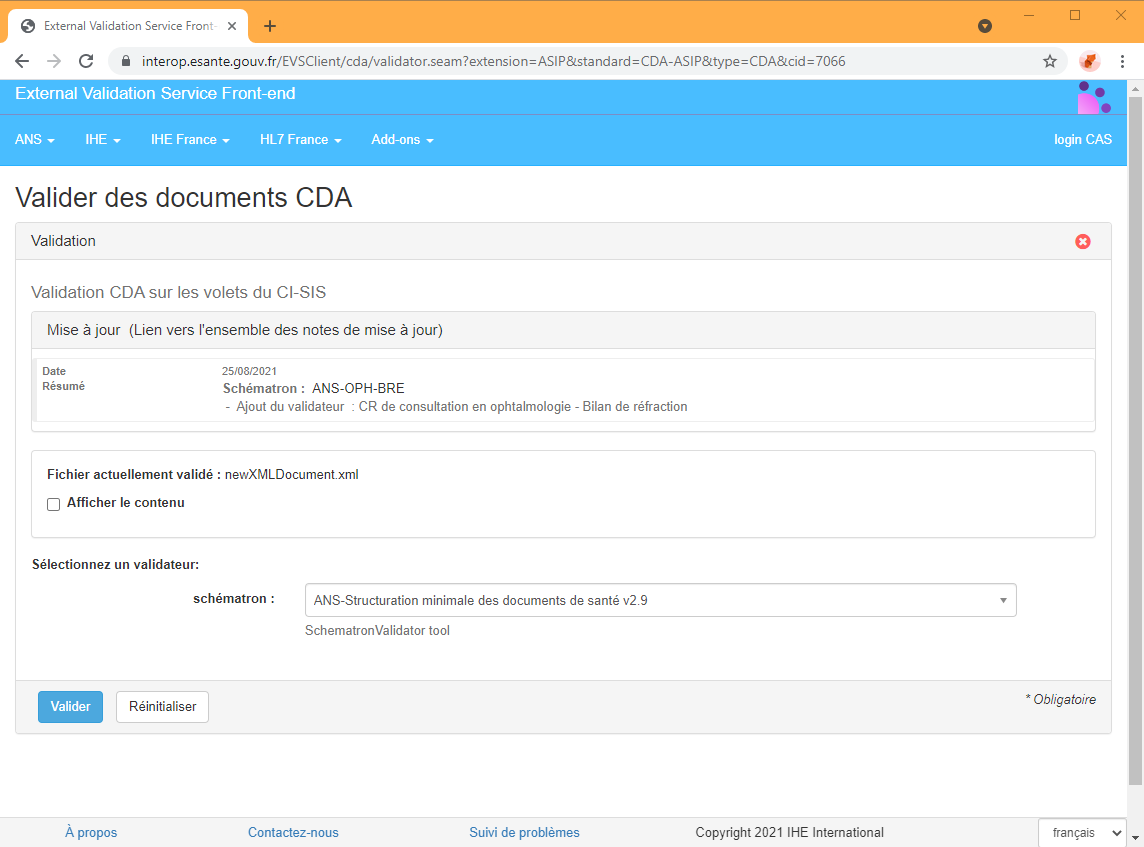 External Validation Service Front-
interop.esante.gouv.fr/EVSClient/cda/validator.seam?extension=ASIP&standard=CDA-ASIP&type=CDA&cid=7066
External Validation Service Front-end
ANS IHE IHE France HL7 France Add-ons login CAS
Valider des documents CDA
Validation
Validation CDA sur les volets du CI-SIS
Mise à jour (Lien vers l'ensemble des notes de mise à jour)
Date 25/08/2021
Résumé Schématron : ANS-OPH-BRE
- Ajout du validateur : CR de consultation en ophtalmologie - Bilan de réfraction
Fichier actuellement validé : newXMLDocument.xml
Afficher le contenu
Sélectionnez un validateur:
schématron : ANS-Structuration minimale des documents de santé v2.9
SchematronValidator tool
Valider Réinitialiser * Obligatoire
À propos Contactez-nous Suivi de problèmes Copyright 2021 IHE International français